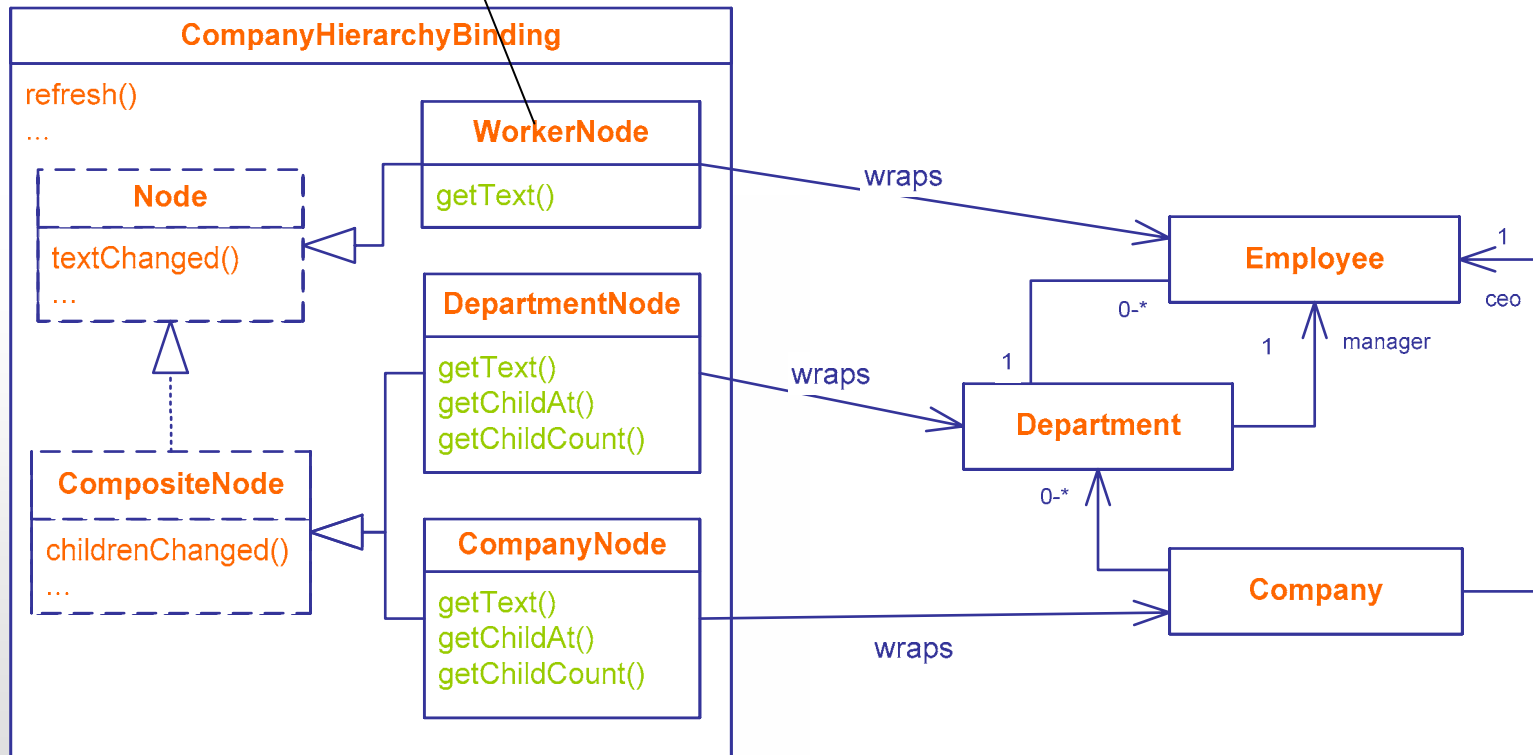 CompanyHierarchyBinding
refresh()
...
Node
textChanged()
...
CompositeNode
childrenChanged()
...
WorkerNode
getText()
DepartmentNode
getText()
getChildAt()
getChildCount()
CompanyNode
getText()
getChildAt()
getChildCount()
wraps
wraps
wraps
Employee
1
ceo
0-*
1
1
manager
Department
0-*
Company